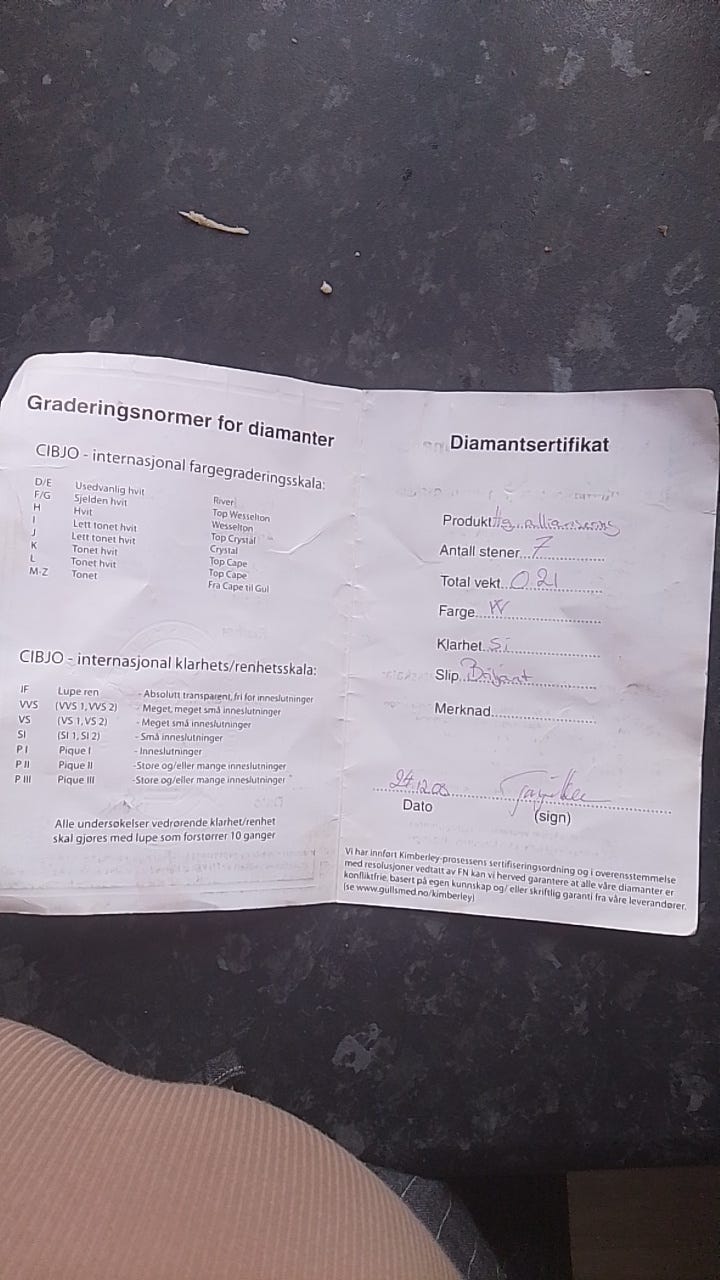 Graderingsnormer for diamanter
CIBJO - internasjonal fargegraderingsskala:
D/E Usedvanlig hvit River
F/G Sjelden hvit Top Wesselton
H Hvit Wesselton
I Lett tonet hvit Top Crystal
J Lett tonet hvit Crystal
K Tonet hvit Top Cape
L Tonet hvit Top Cape
M-Z Tonet Fra Cape til Gul
CIBJO - internasjonal klarhets/renhetsskala:
IF Lupe ren - Absolutt transparent, fri for inneslutninger
VVS (VVS 1, VVS 2) - Meget, meget små inneslutninger
VS (VS 1, VS 2) - Meget små inneslutninger
SI (SI 1, SI 2) - Små inneslutninger
P I Pique I - Inneslutninger
P II Pique II -Store og/eller mange inneslutninger
P III Pique III -Store og/eller mange inneslutninger
Alle undersøkelser vedrørende klarhet/renhet
skal gjøres med lupe som forstørrer 10 ganger
Diamantsertifikat
Produkt
Antall stener 7
Total vekt 0.21
Farge W
Klarhet Si
Slip Briljant
Merknad
24.12.08
Dato (sign)
Vi har innført Kimberley-prosessens sertifiseringsordning og i overensstemmelse
med resolusjoner vedtatt av FN kan vi herved garantere at alle våre diamanter er
konfliktfrie, basert på egen kunnskap og/ eller skriftlig garanti fra våre leverandører.
(se www.gullsmed.no/kimberley)